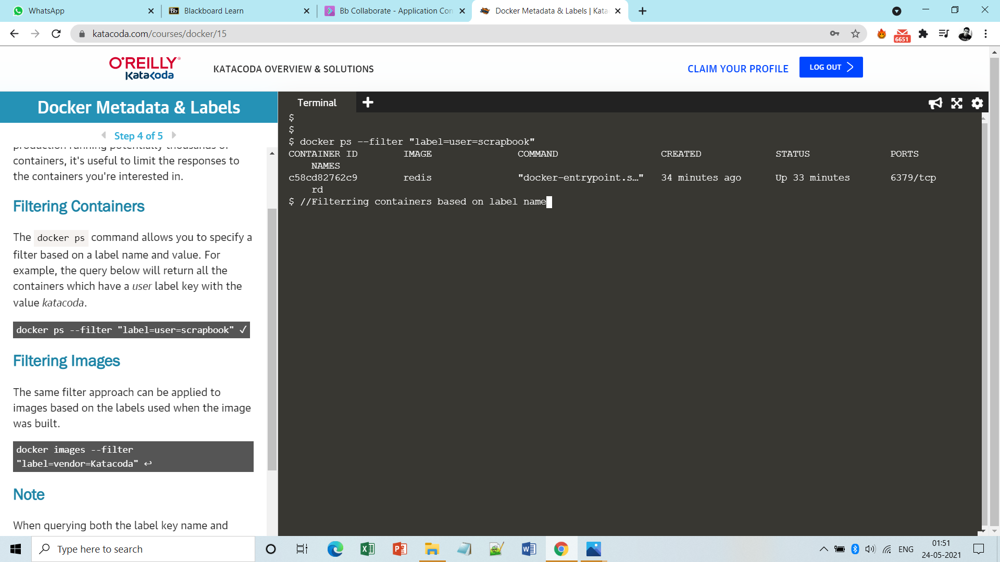 WhatsApp
Blackboard Learn
Bb Collaborate - Application Con
Docker Metadata & Labels | Kata
katacoda.com/courses/docker/15
6651
O'REILLY
Katacoda
KATACODA OVERVIEW & SOLUTIONS
CLAIM YOUR PROFILE
LOG OUT
Docker Metadata & Labels
Step 4 of 5
production running potentially thousands of
containers, it's useful to limit the responses to
the containers you're interested in.
Filtering Containers
The docker ps command allows you to specify a
filter based on a label name and value. For
example, the query below will return all the
containers which have a user label key with the
value katacoda.
docker ps --filter "label=user=scrapbook" ✓
Filtering Images
The same filter approach can be applied to
images based on the labels used when the image
was built.
docker images --filter
"label=vendor=Katacoda" ↩
Note
When querying both the label key name and
Terminal
$
$
$ docker ps --filter "label=user=scrapbook"
CONTAINER ID IMAGE COMMAND CREATED STATUS PORTS
NAMES
c58cd82762c9 redis "docker-entrypoint.s…" 34 minutes ago Up 33 minutes 6379/tcp
rd
$ //Filterring containers based on label name
Type here to search
ENG
01:51
24-05-2021